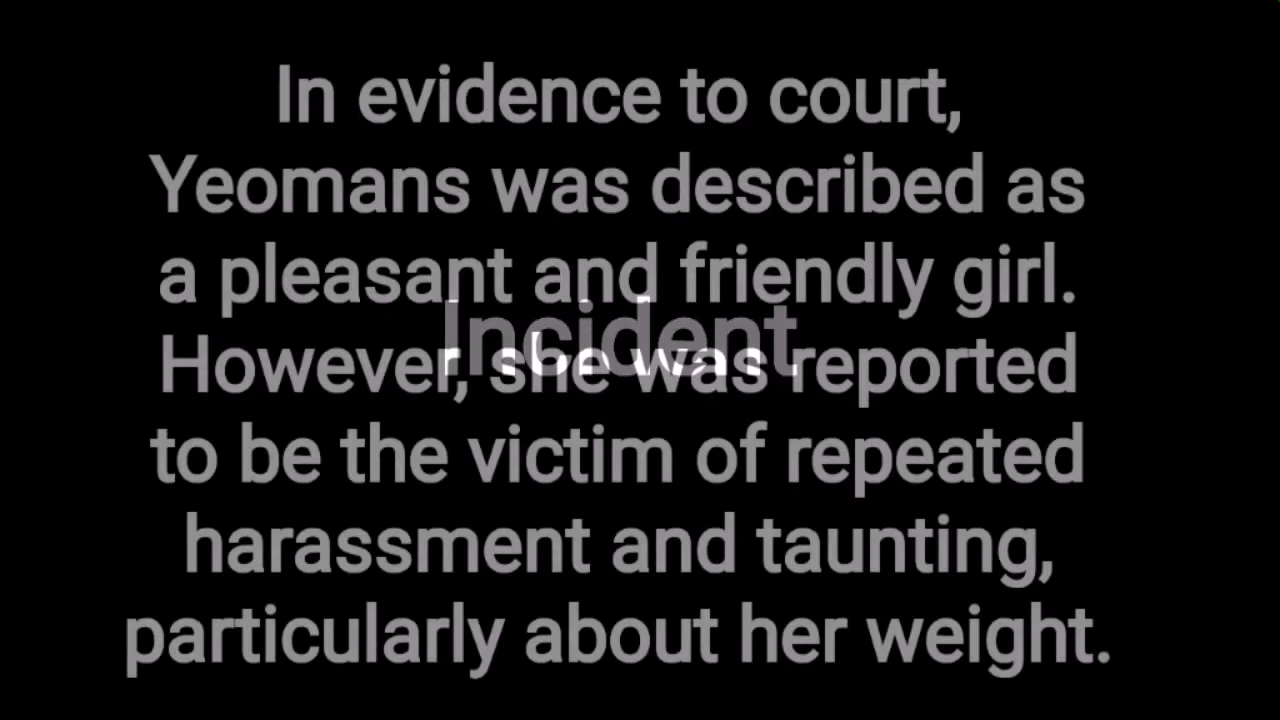 In evidence to court,
Yeomans was described as
a pleasant and friendly girl.
Incident
However, she was reported
to be the victim of repeated
harassment and taunting,
particularly about her weight.